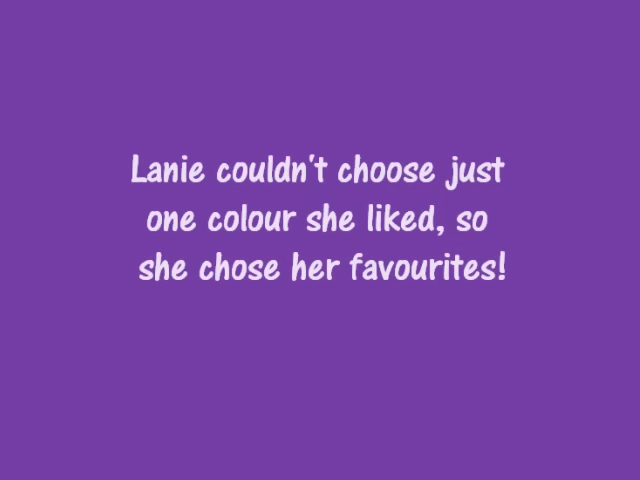 Lanie couldn't choose just
one colour she liked, so
she chose her favourites!